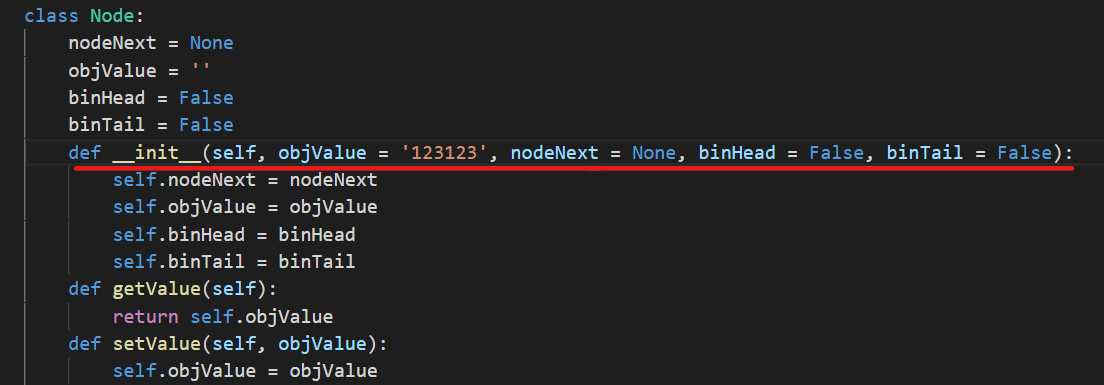 class Node:
    nodeNext = None
    objValue = ''
    binHead = False
    binTail = False
    def __init__(self, objValue = '123123', nodeNext = None, binHead = False, binTail = False):
        self.nodeNext = nodeNext
        self.objValue = objValue
        self.binHead = binHead
        self.binTail = binTail
    def getValue(self):
        return self.objValue
    def setValue(self, objValue):
        self.objValue = objValue